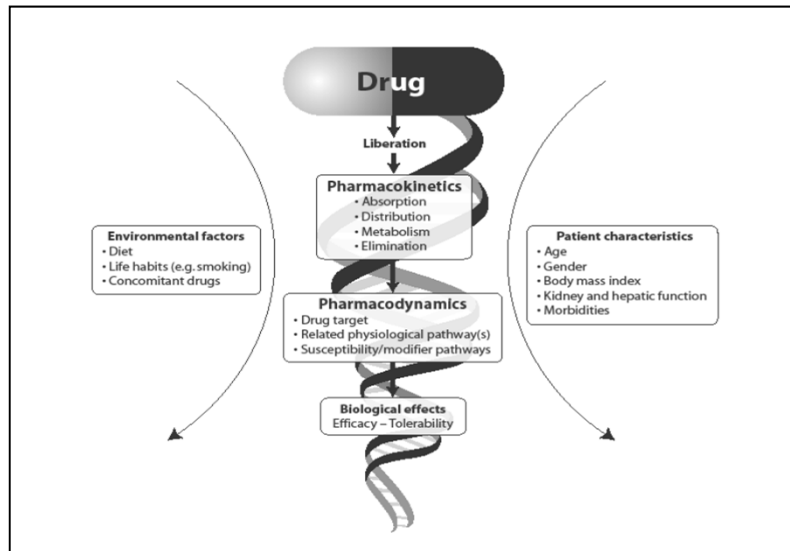 Drug
Liberation
Pharmacokinetics
• Absorption
• Distribution
• Metabolism
• Elimination
Environmental factors
• Diet
• Life habits (e.g. smoking)
• Concomitant drugs
Patient characteristics
• Age
• Gender
• Body mass index
• Kidney and hepatic function
• Morbidities
Pharmacodynamics
• Drug target
• Related physiological pathway(s)
• Susceptibility/modifier pathways
Biological effects
Efficacy – Tolerability